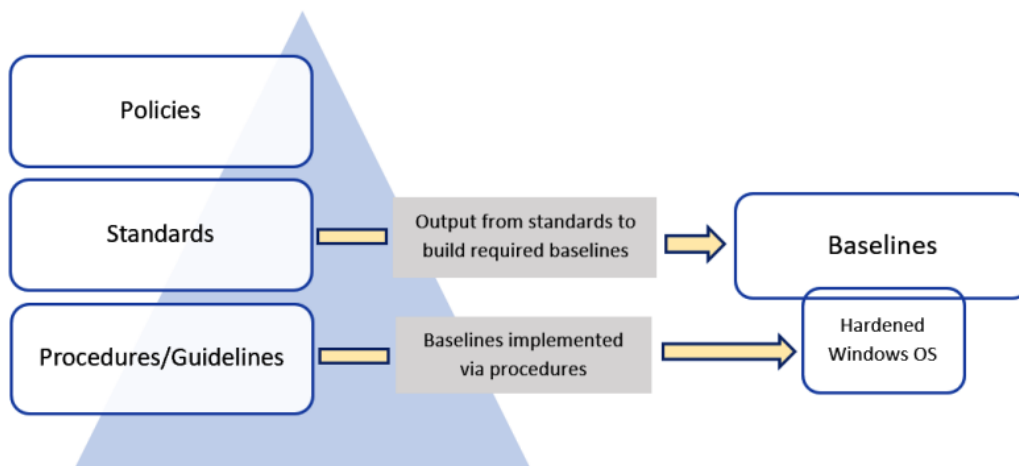 Policies
Standards
Output from standards to
build required baselines
Baselines
Procedures/Guidelines
Baselines implemented
via procedures
Hardened
Windows OS